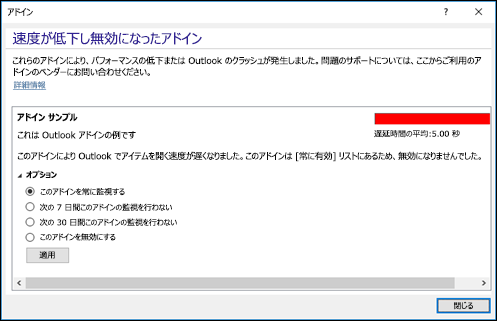 アドイン
速度が低下し無効になったアドイン
これらのアドインにより、パフォーマンスの低下または Outlook のクラッシュが発生しました。問題のサポートについては、ここからご利用のア
ドインのベンダーにお問い合わせください。
詳細情報
アドイン サンプル
これは Outlook アドインの例です
遅延時間の平均:5.00 秒
このアドインにより Outlook でアイテムを開く速度が遅くなりました。このアドインは [常に有効] リストにあるため、無効になりませんでした。
オプション
このアドインを常に監視する
次の 7 日間このアドインの監視を行わない
次の 30 日間このアドインの監視を行わない
このアドインを無効にする
適用
閉じる